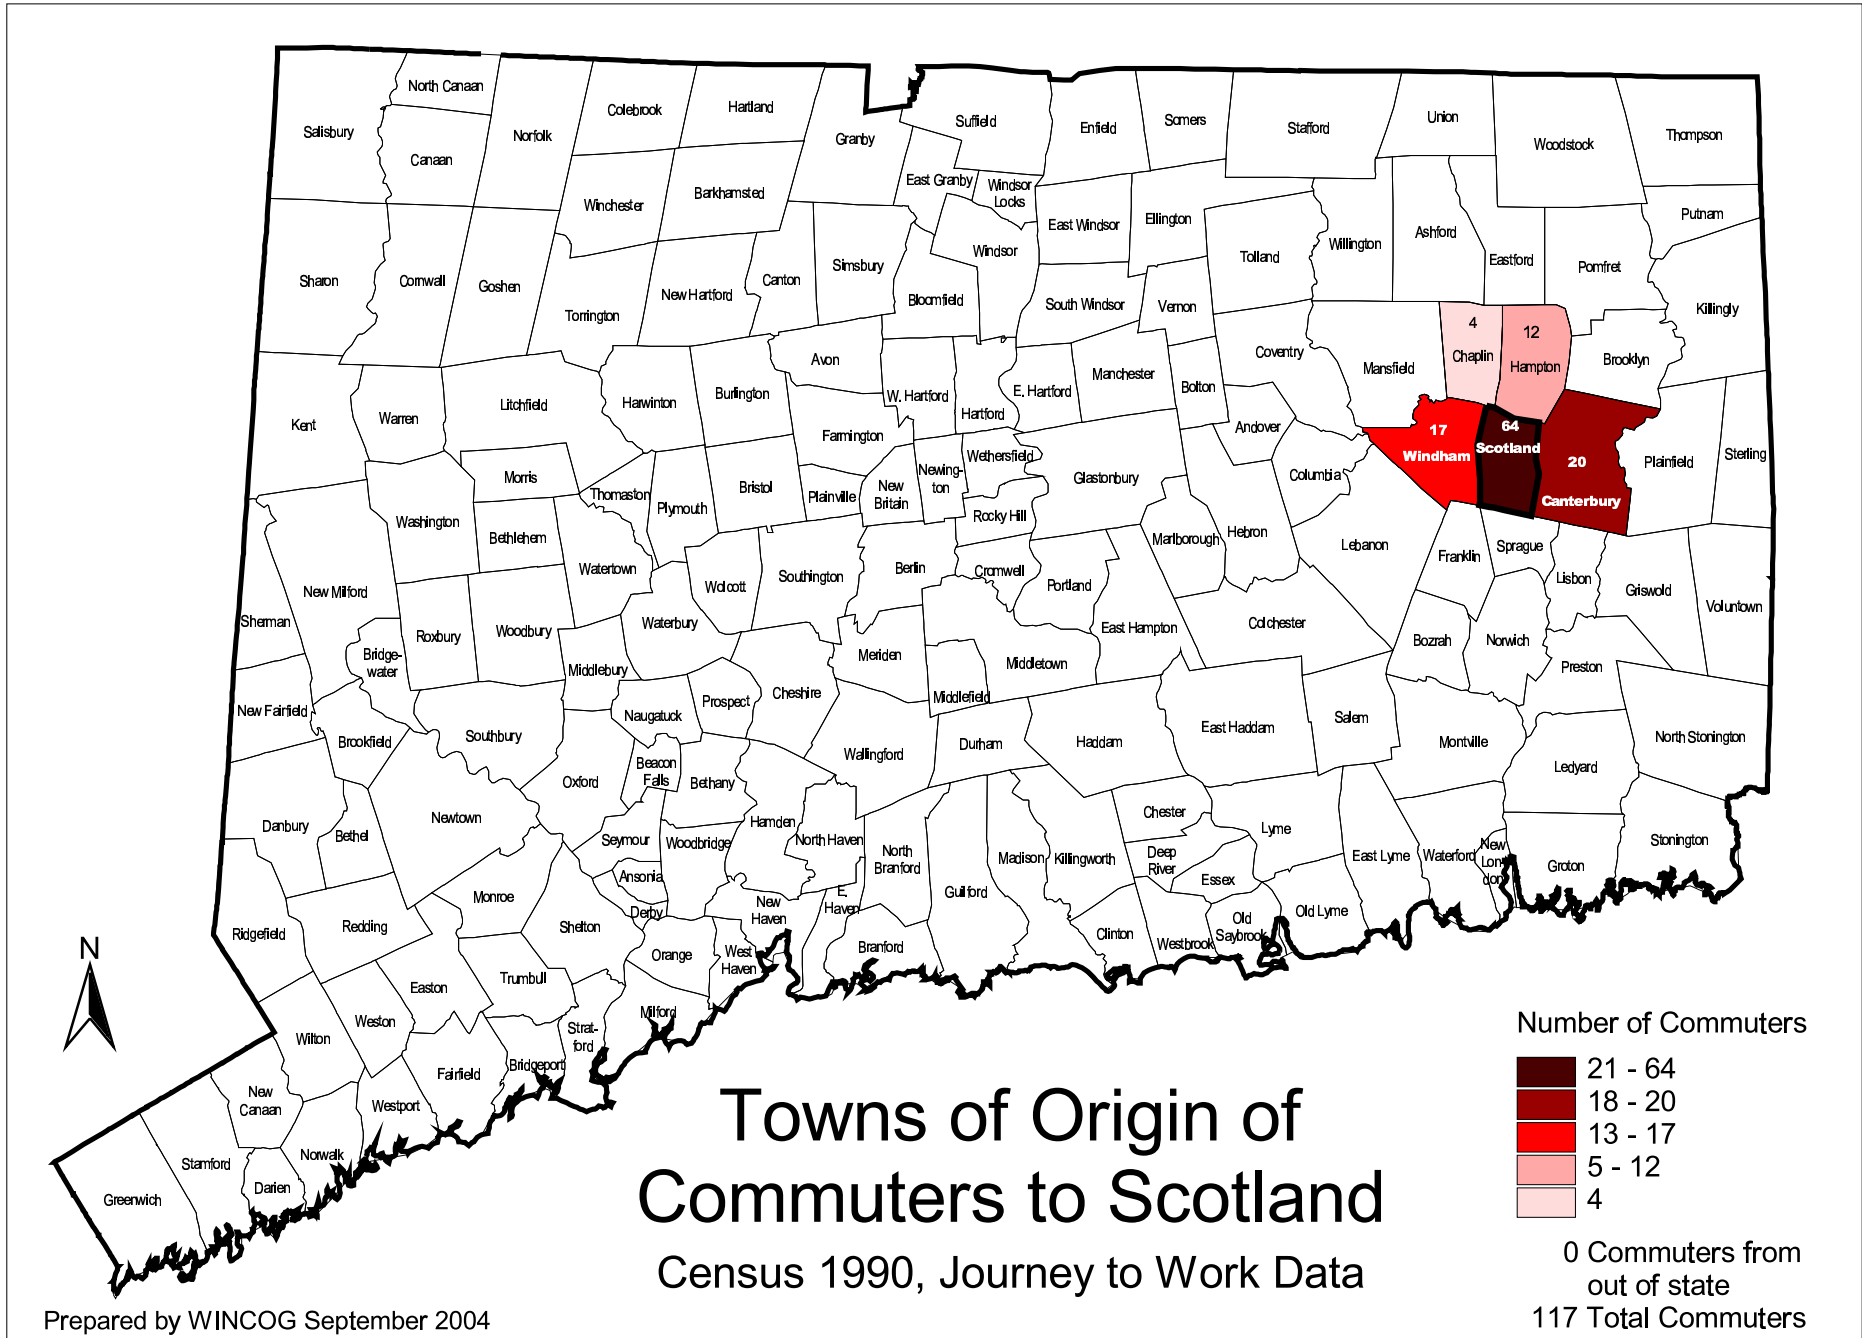 North Canaan
Colebrook
Hartland
Salisbury
Norfolk
Canaan
Granby
Suffield
Enfield
Somers
Stafford
Union
Woodstock
Thompson
East Granby
Windsor
Locks
Winchester
Barkhamsted
East Windsor
Ellington
Willington
Ashford
Putnam
Sharon
Cornwall
Goshen
Torrington
New Hartford
Canton
Simsbury
Bloomfield
Windsor
South Windsor
Vernon
Tolland
Eastford
Pomfret
Killingly
4
Chaplin
12
Hampton
Brooklyn
Kent
Warren
Litchfield
Harwinton
Burlington
Avon
W. Hartford
Hartford
E. Hartford
Manchester
Bolton
Coventry
Mansfield
Andover
Farmington
17
Windham
64
Scotland
20
Canterbury
Plainfield
Sterling
Morris
Thomaston
Plymouth
Bristol
Plainville
New
Britain
Newing-
ton
Wethersfield
Rocky Hill
Glastonbury
Columbia
Washington
Bethlehem
Watertown
Wolcott
Southington
Berlin
Cromwell
Portland
Marlborough
Hebron
Lebanon
Franklin
Sprague
Lisbon
Griswold
Voluntown
New Milford
Sherman
Bridge-
water
Roxbury
Woodbury
Middlebury
Waterbury
Meriden
Middletown
East Hampton
Colchester
Bozrah
Norwich
Preston
New Fairfield
Brookfield
Southbury
Naugatuck
Prospect
Cheshire
Middlefield
Wallingford
Durham
Haddam
East Haddam
Salem
Montville
Ledyard
North Stonington
Danbury
Bethel
Newtown
Oxford
Beacon
Falls
Bethany
Seymour
Woodbridge
Hamden
North Haven
North
Branford
Guilford
Madison
Killingworth
Chester
Deep
River
Essex
Lyme
East Lyme
Waterford
New
Lon-
don
Groton
Stonington
Ansonia
Derby
Monroe
Shelton
Ridgefield
Redding
Orange
New
Haven
West
Haven
E.
Haven
Branford
Clinton
Westbrook
Old
Saybrook
Old Lyme
N
Easton
Trumbull
Weston
Wilton
Milford
Strat-
ford
Bridgeport
Fairfield
Westport
New
Canaan
Norwalk
Stamford
Darien
Greenwich
Number of Commuters
21 - 64
18 - 20
13 - 17
5 - 12
4
0 Commuters from
out of state
117 Total Commuters
Towns of Origin of
Commuters to Scotland
Census 1990, Journey to Work Data
Prepared by WINCOG September 2004